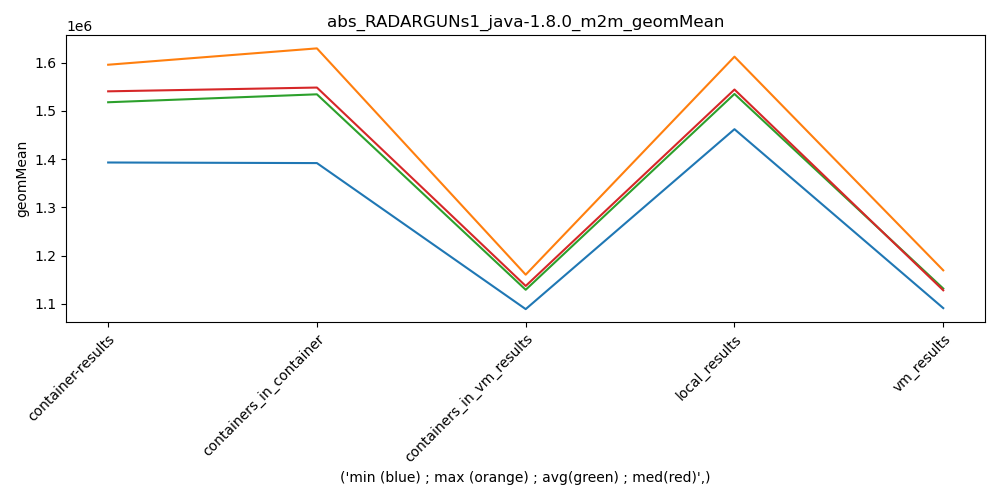 abs_RADARGUNs1_java-1.8.0_m2m_geomMean
1e6
1.6
1.5
1.4
1.3
1.2
1.1
geomMean
container-results
containers_in_container
containers_in_vm_results
local_results
vm_results
('min (blue) ; max (orange) ; avg(green) ; med(red)',)